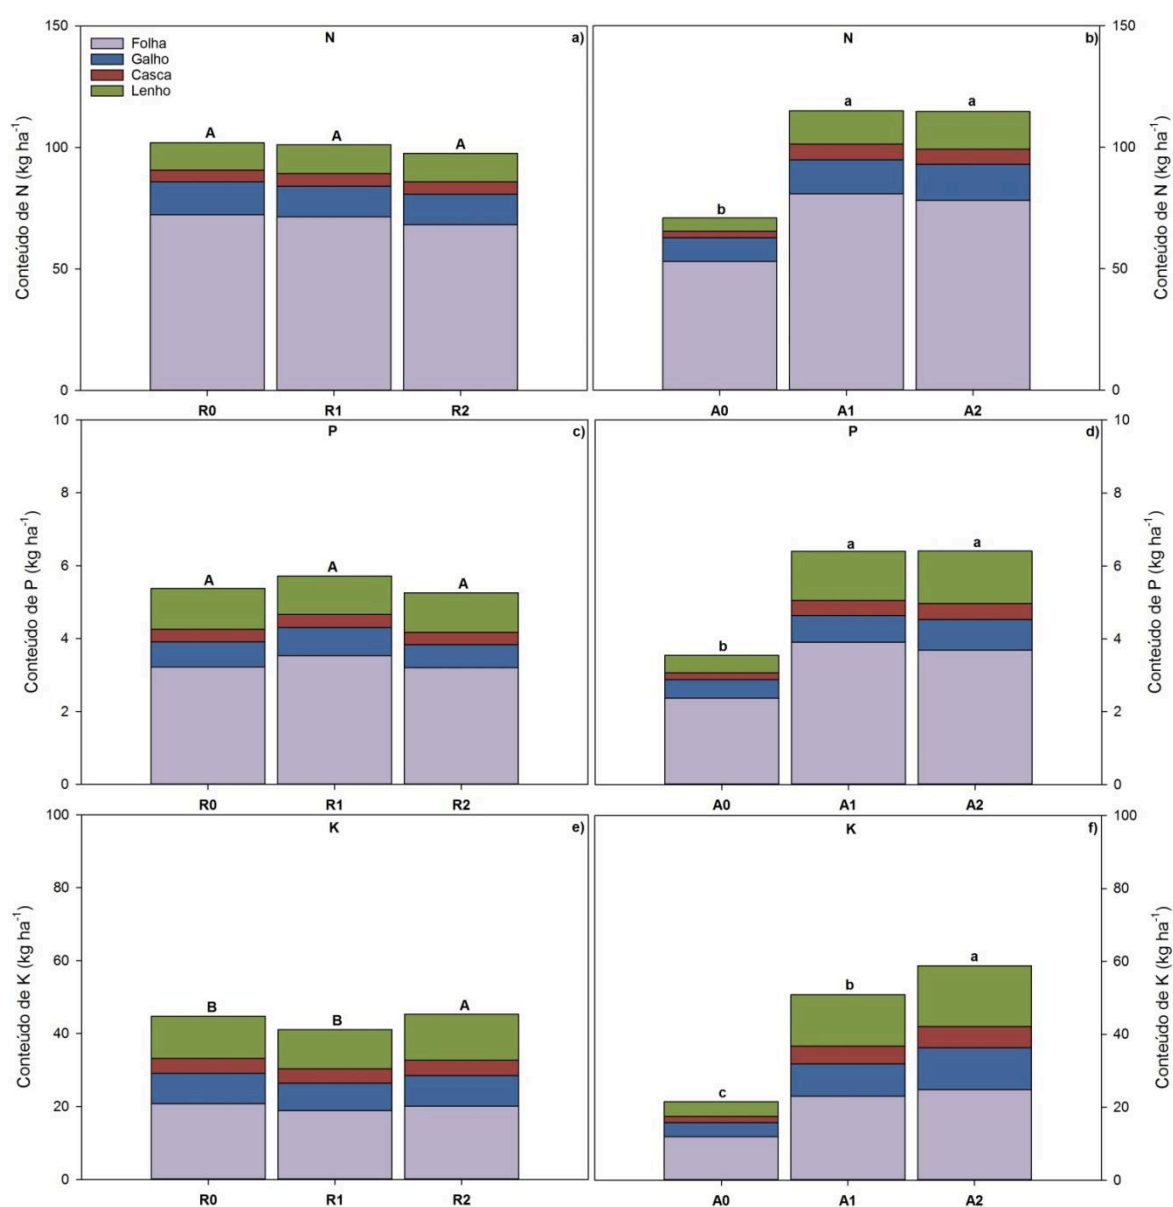 N
a)
Folha
Galho
Casca
Lenho
A
A
A
150
100
50
0
Conteúdo de N (kg ha⁻¹)
R0
R1
R2
N
b)
b
a
a
150
100
50
0
Conteúdo de N (kg ha⁻¹)
A0
A1
A2
P
c)
A
A
A
10
8
6
4
2
0
Conteúdo de P (kg ha⁻¹)
R0
R1
R2
P
d)
b
a
a
10
8
6
4
2
0
Conteúdo de P (kg ha⁻¹)
A0
A1
A2
K
e)
B
B
A
100
80
60
40
20
0
Conteúdo de K (kg ha⁻¹)
R0
R1
R2
K
f)
c
b
a
100
80
60
40
20
0
Conteúdo de K (kg ha⁻¹)
A0
A1
A2